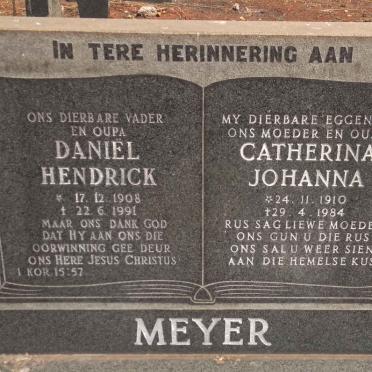 IN TERE HERINNERING AAN
ONS DIERBARE VADER
EN OUPA
DANIËL
HENDRICK
* 17.12.1908
† 22.6.1991
MAAR ONS DANK GOD
DAT HY AAN ONS DIE
OORWINNING GEE DEUR
ONS HERE JESUS CHRISTUS
1 KOR. 15:57.
MY DIERBARE EGGEN
ONS MOEDER EN OU
CATHERINA
JOHANNA
* 24.11.1910
† 29.4.1984
RUS SAG LIEWE MOEDE
ONS GUN U DIE RUS
ONS SAL U WEER SIEN
AAN DIE HEMELSE KUS
MEYER